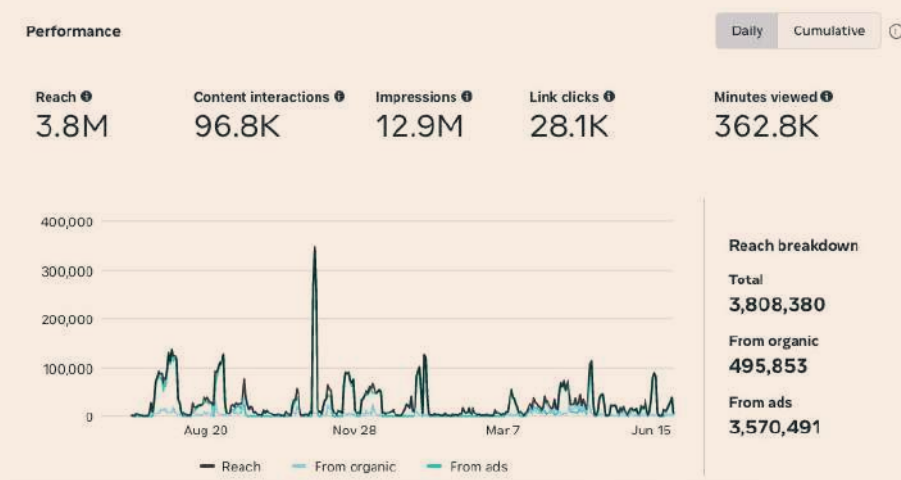 Performance
Daily Cumulative
Reach Content interactions Impressions Link clicks Minutes viewed
3.8M 96.8K 12.9M 28.1K 362.8K
400,000
300,000
200,000
100,000
0
Aug 20 Nov 28 Mar 7 Jun 15
Reach From organic From ads
Reach breakdown
Total
3,808,380
From organic
495,853
From ads
3,570,491